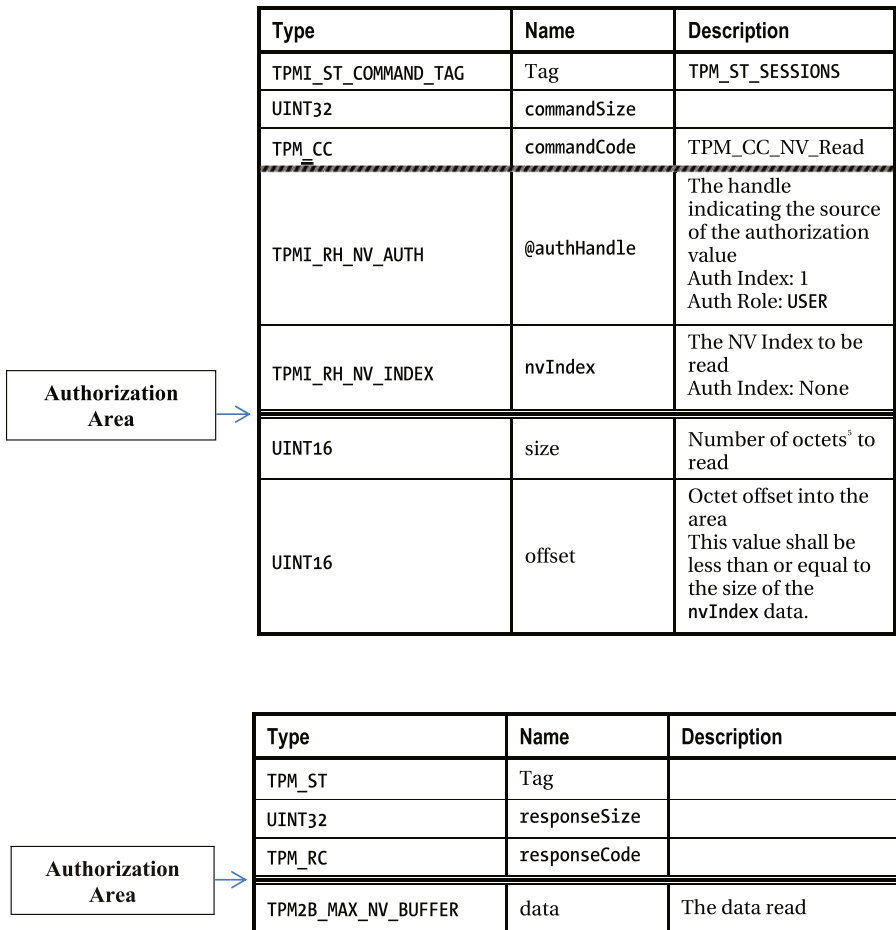 Type Name Description
TPMI_ST_COMMAND_TAG Tag TPM_ST_SESSIONS
UINT32 commandSize
TPM_CC commandCode TPM_CC_NV_Read
TPMI_RH_NV_AUTH @authHandle The handle
indicating the source
of the authorization
value
Auth Index: 1
Auth Role: USER
TPMI_RH_NV_INDEX nvIndex The NV Index to be
read
Auth Index: None
Authorization
Area
UINT16 size Number of octets⁵ to
read
UINT16 offset Octet offset into the
area
This value shall be
less than or equal to
the size of the
nvIndex data.
Type Name Description
TPM_ST Tag
UINT32 responseSize
TPM_RC responseCode
Authorization
Area
TPM2B_MAX_NV_BUFFER data The data read